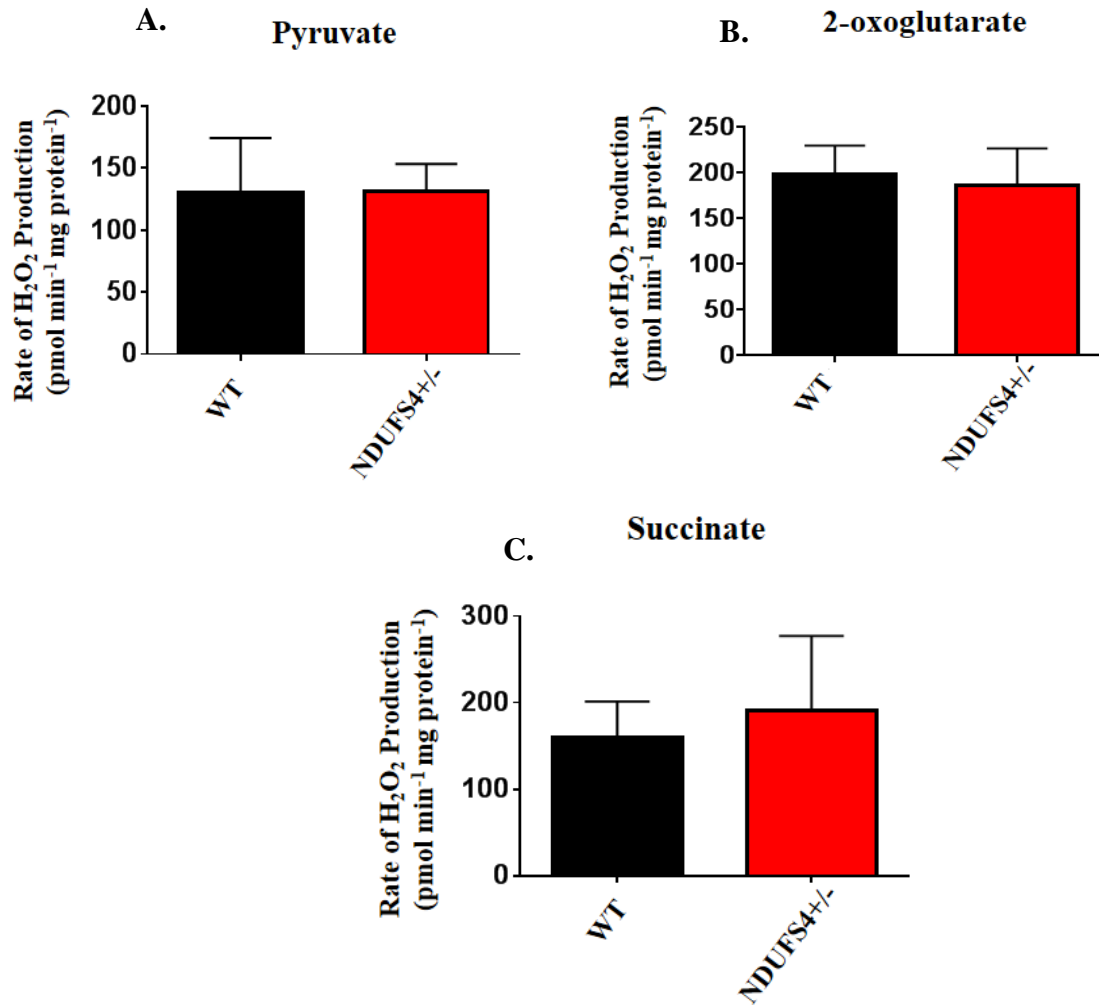 A.
Pyruvate
Rate of H₂O₂ Production
(pmol min⁻¹ mg protein⁻¹)
200
150
100
50
0
WT
NDUFS4+/-
B.
2-oxoglutarate
Rate of H₂O₂ Production
(pmol min⁻¹ mg protein⁻¹)
250
200
150
100
50
0
WT
NDUFS4+/-
C.
Succinate
Rate of H₂O₂ Production
(pmol min⁻¹ mg protein⁻¹)
300
200
100
0
WT
NDUFS4+/-